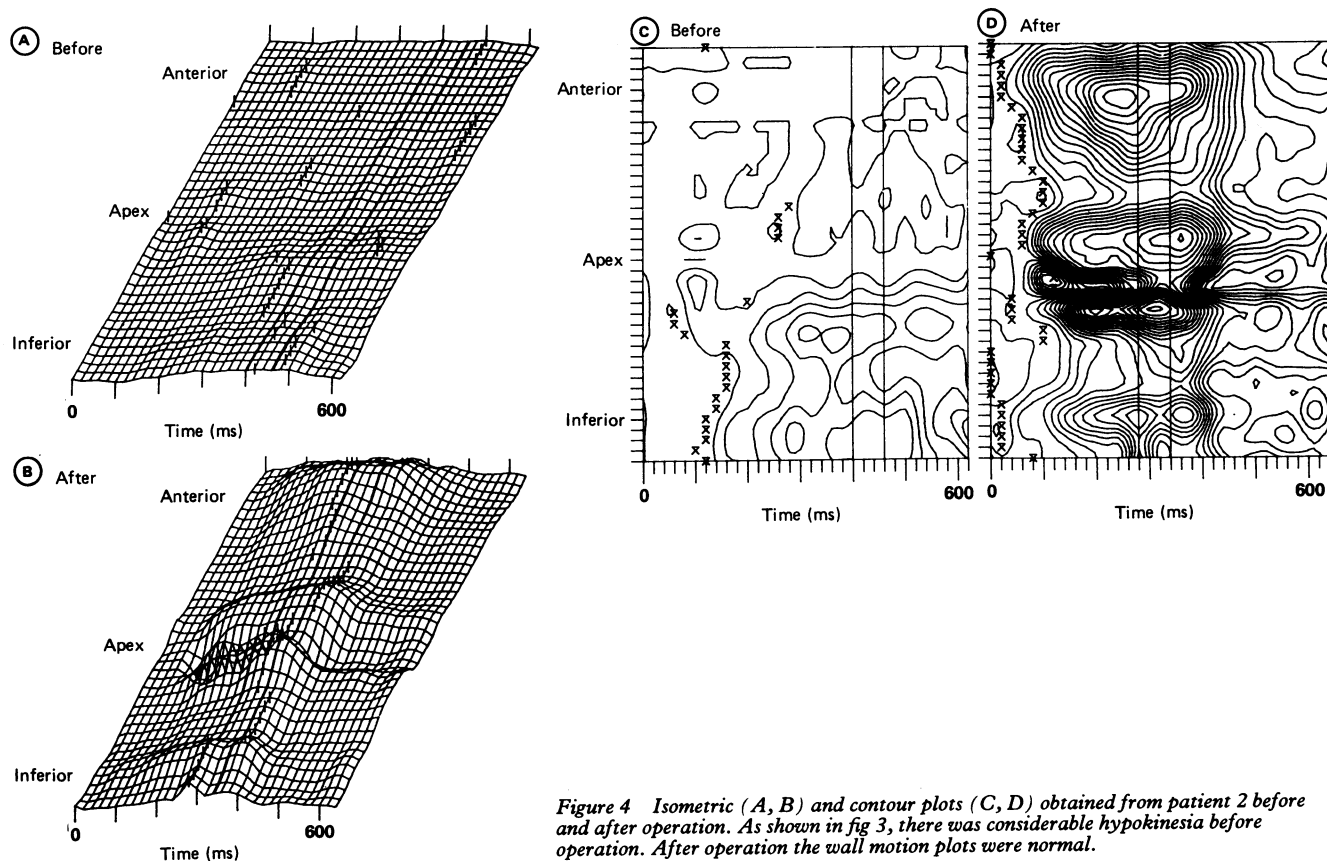 A Before
Anterior
Apex
Inferior
0 600
Time (ms)
B After
Anterior
Apex
Inferior
0 600
Time (ms)
C Before
Anterior
Apex
Inferior
0 600
Time (ms)
D After
0 600
Time (ms)
Figure 4 Isometric (A, B) and contour plots (C, D) obtained from patient 2 before
and after operation. As shown in fig 3, there was considerable hypokinesia before
operation. After operation the wall motion plots were normal.